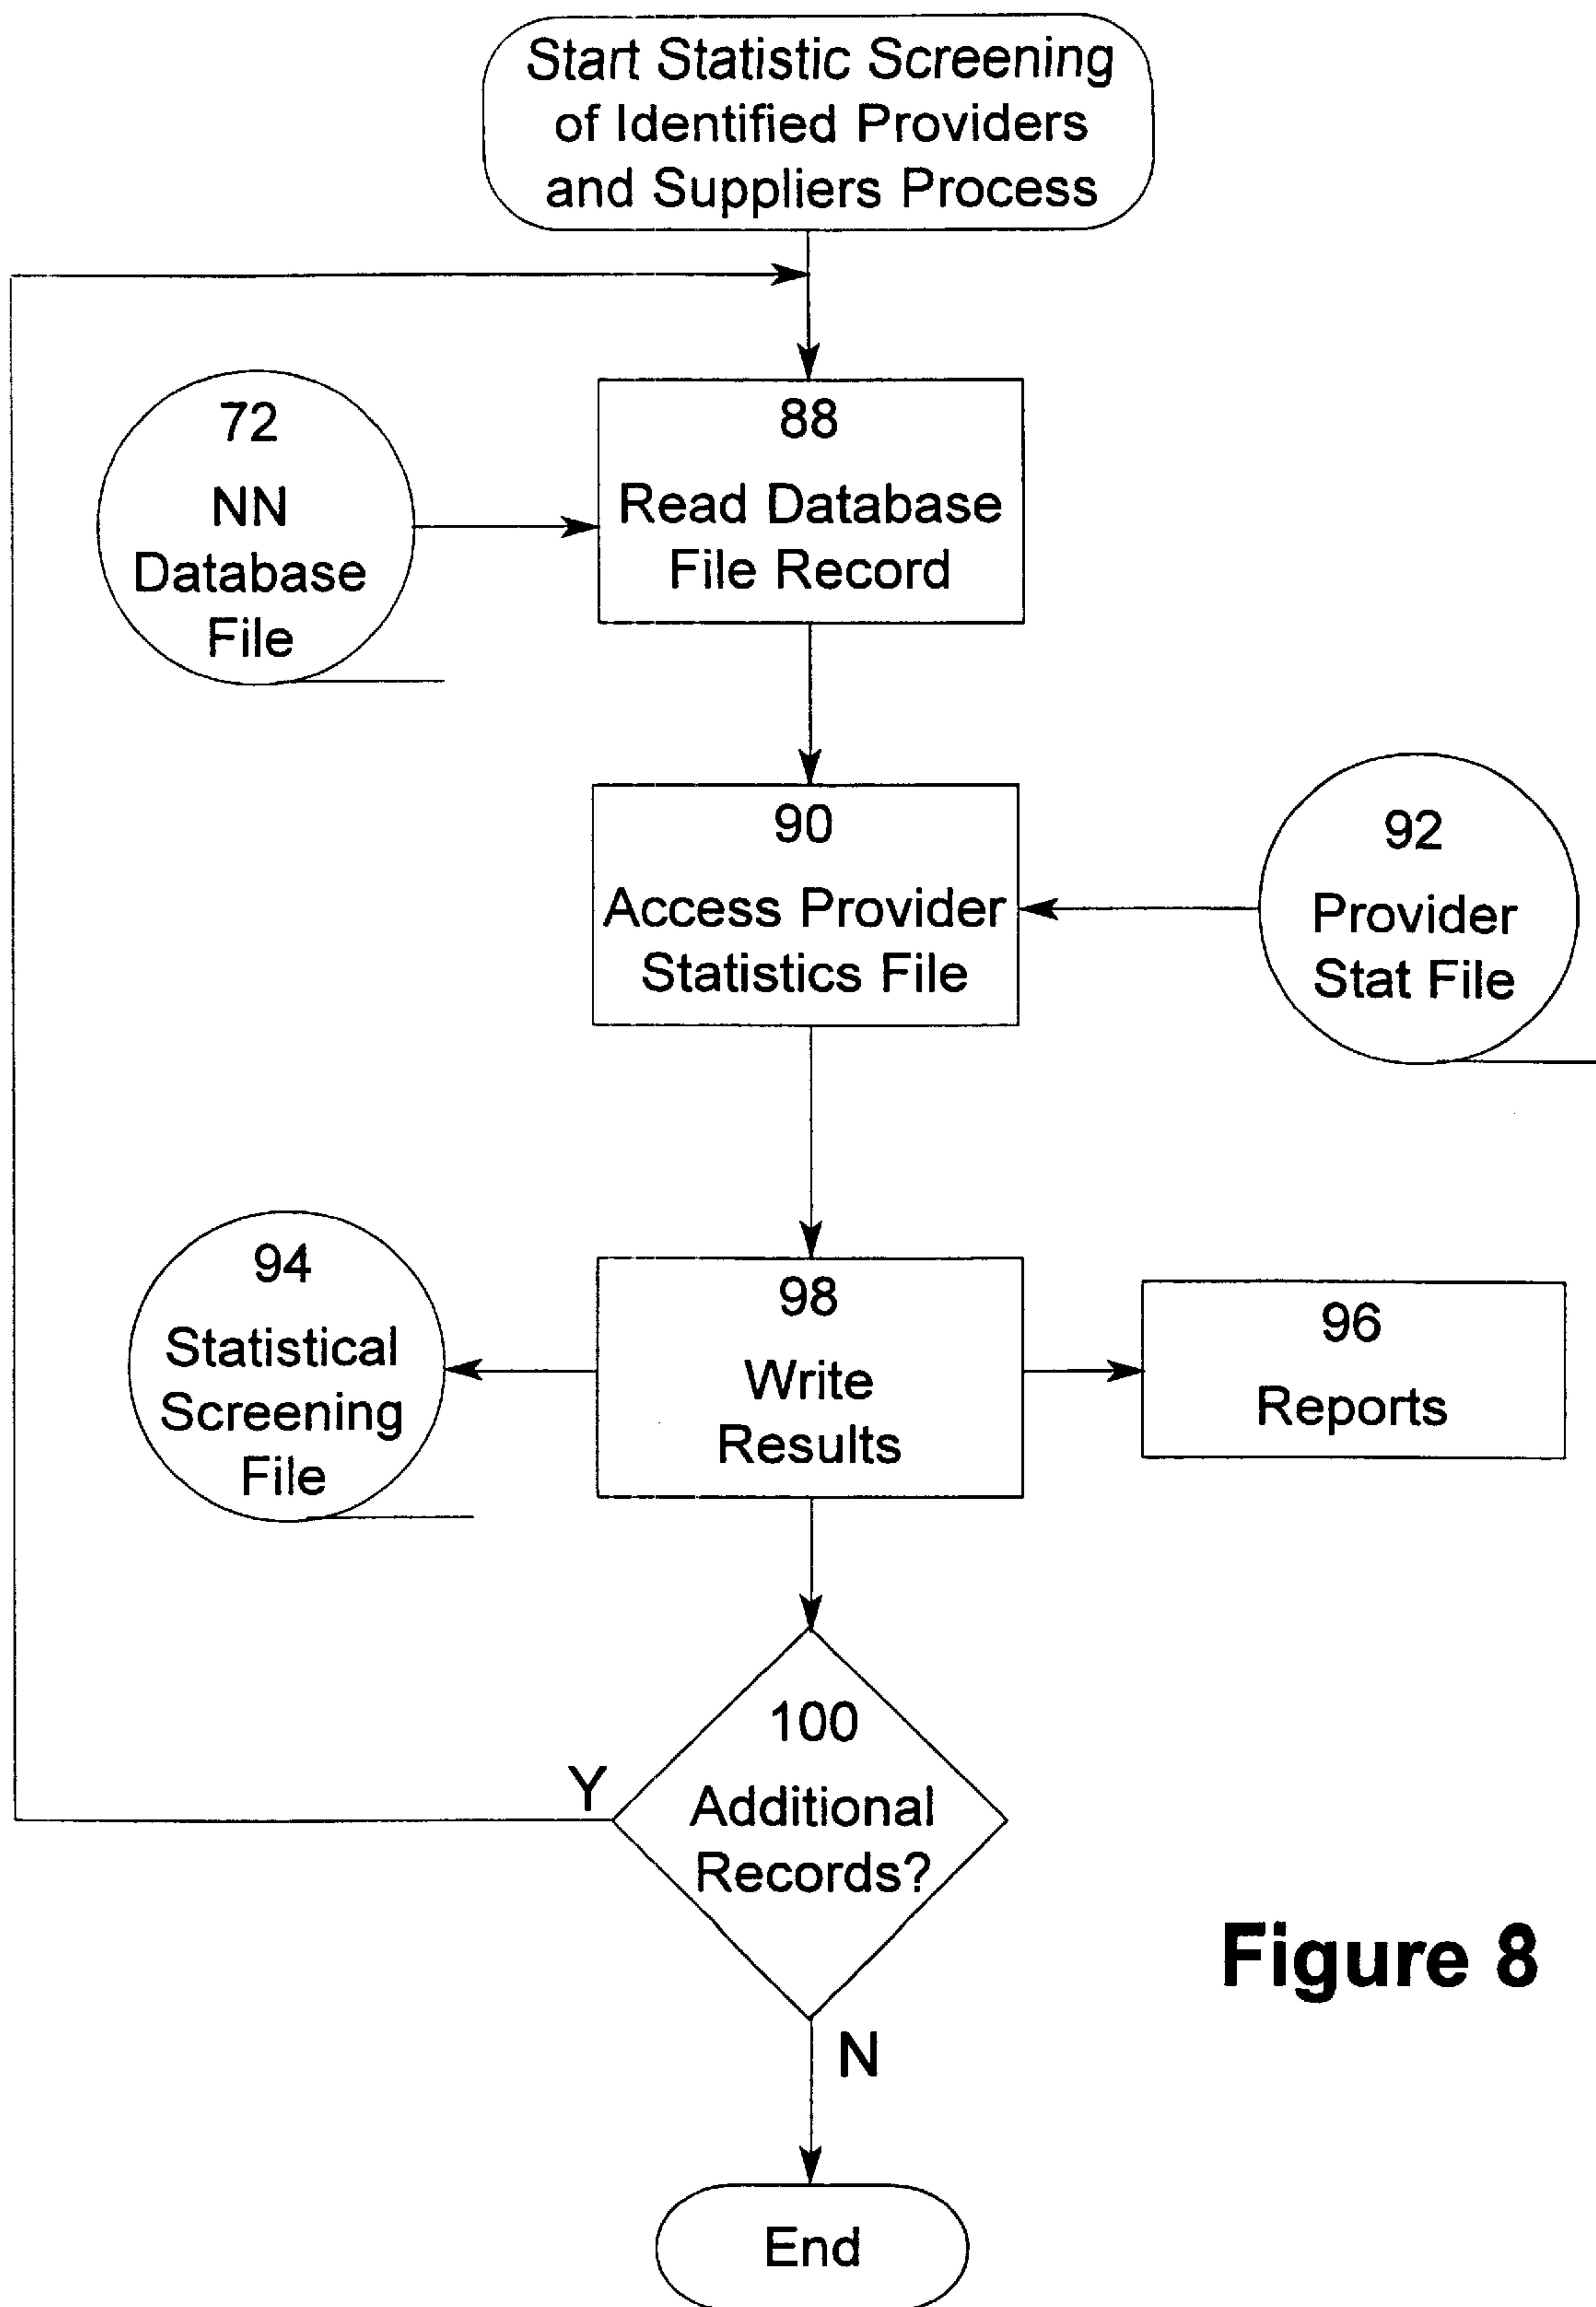 Start Statistic Screening
of Identified Providers
and Suppliers Process
72
NN
Database
File
88
Read Database
File Record
90
Access Provider
Statistics File
92
Provider
Stat File
94
Statistical
Screening
File
98
Write
Results
96
Reports
100
Additional
Records?
Y
N
End
Figure 8